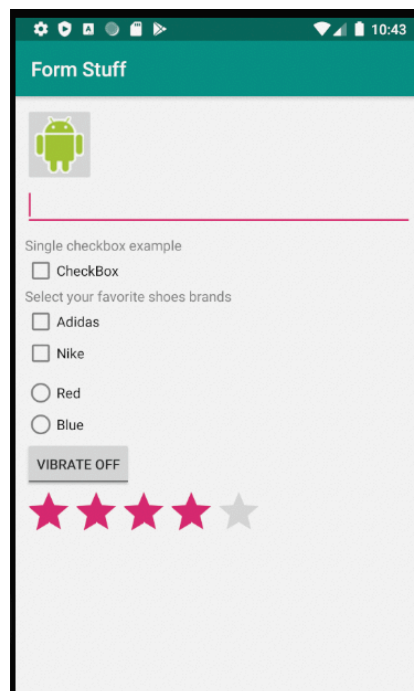 10:43
Form Stuff
Single checkbox example
CheckBox
Select your favorite shoes brands
Adidas
Nike
Red
Blue
VIBRATE OFF